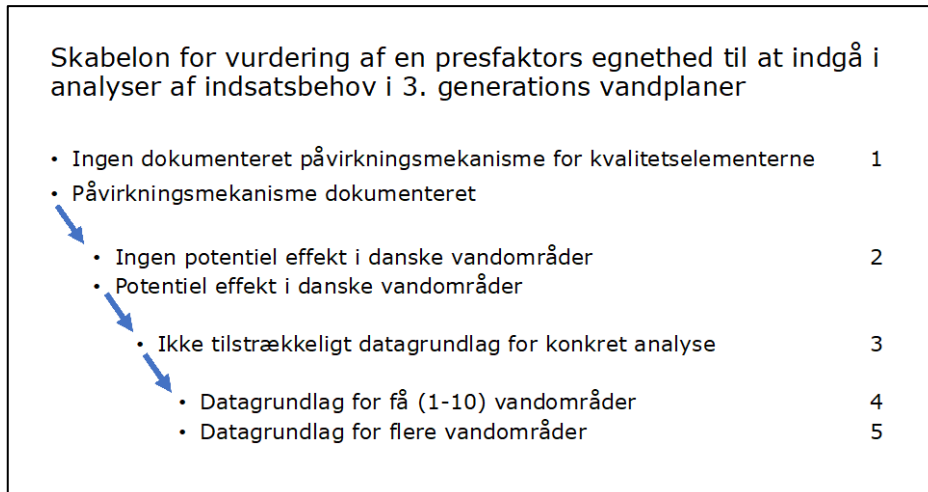 Skabelon for vurdering af en presfaktors egnethed til at indgå i
analyser af indsatsbehov i 3. generations vandplaner
• Ingen dokumenteret påvirkningsmekanisme for kvalitetselementerne 1
• Påvirkningsmekanisme dokumenteret
• Ingen potentiel effekt i danske vandområder 2
• Potentiel effekt i danske vandområder
• Ikke tilstrækkeligt datagrundlag for konkret analyse 3
• Datagrundlag for få (1-10) vandområder 4
• Datagrundlag for flere vandområder 5